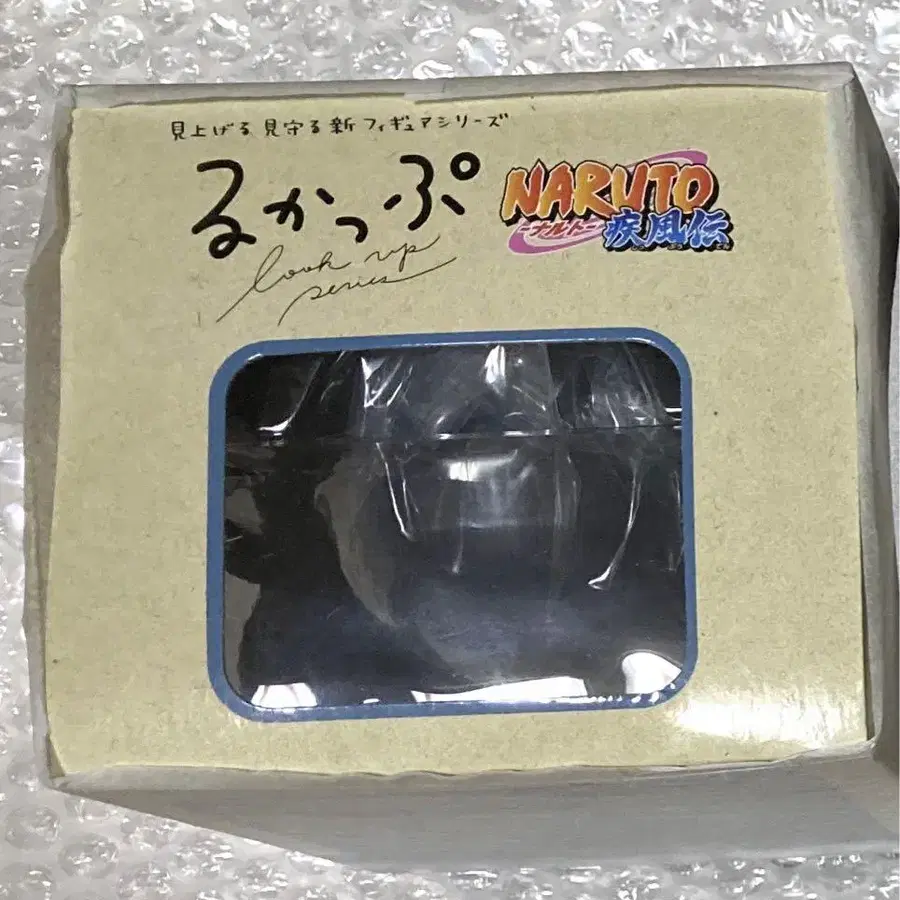 見上げる見守る新フィギュアシリーズ
るかっぷ
look up
series
NARUTO
-ナルト-
疾風伝